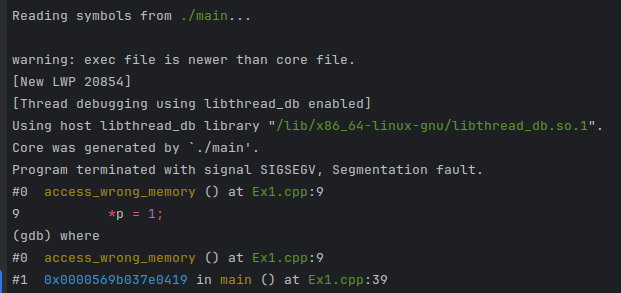 Reading symbols from ./main...
warning: exec file is newer than core file.
[New LWP 20854]
[Thread debugging using libthread_db enabled]
Using host libthread_db library "/lib/x86_64-linux-gnu/libthread_db.so.1".
Core was generated by `./main'.
Program terminated with signal SIGSEGV, Segmentation fault.
#0  access_wrong_memory () at Ex1.cpp:9
9           *p = 1;
(gdb) where
#0  access_wrong_memory () at Ex1.cpp:9
#1  0x0000569b037e0419 in main () at Ex1.cpp:39